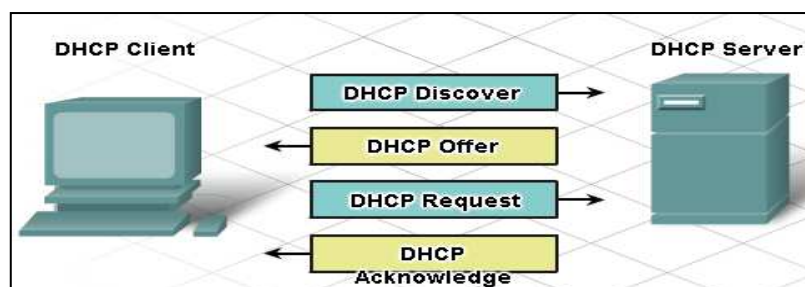 DHCP Client
DHCP Server
DHCP Discover
DHCP Offer
DHCP Request
DHCP
Acknowledge